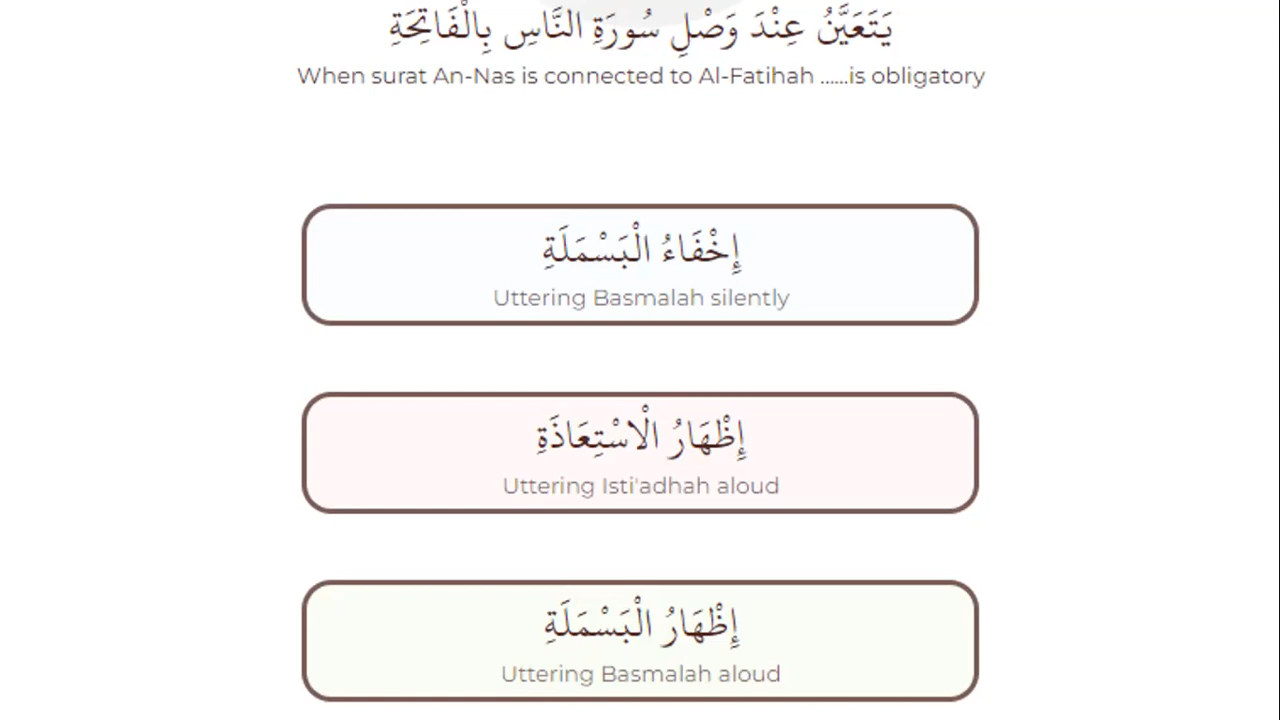 يَتَعَيَّنُ عِنْدَ وَصْلِ سُورَةِ النَّاسِ بِالْفَاتِحَةِ
When surat An-Nas is connected to Al-Fatihah ......is obligatory
إِخْفَاءُ الْبَسْمَلَةِ
Uttering Basmalah silently
إِظْهَارُ الْاسْتِعَاذَةِ
Uttering Isti'adhah aloud
إِظْهَارُ الْبَسْمَلَةِ
Uttering Basmalah aloud